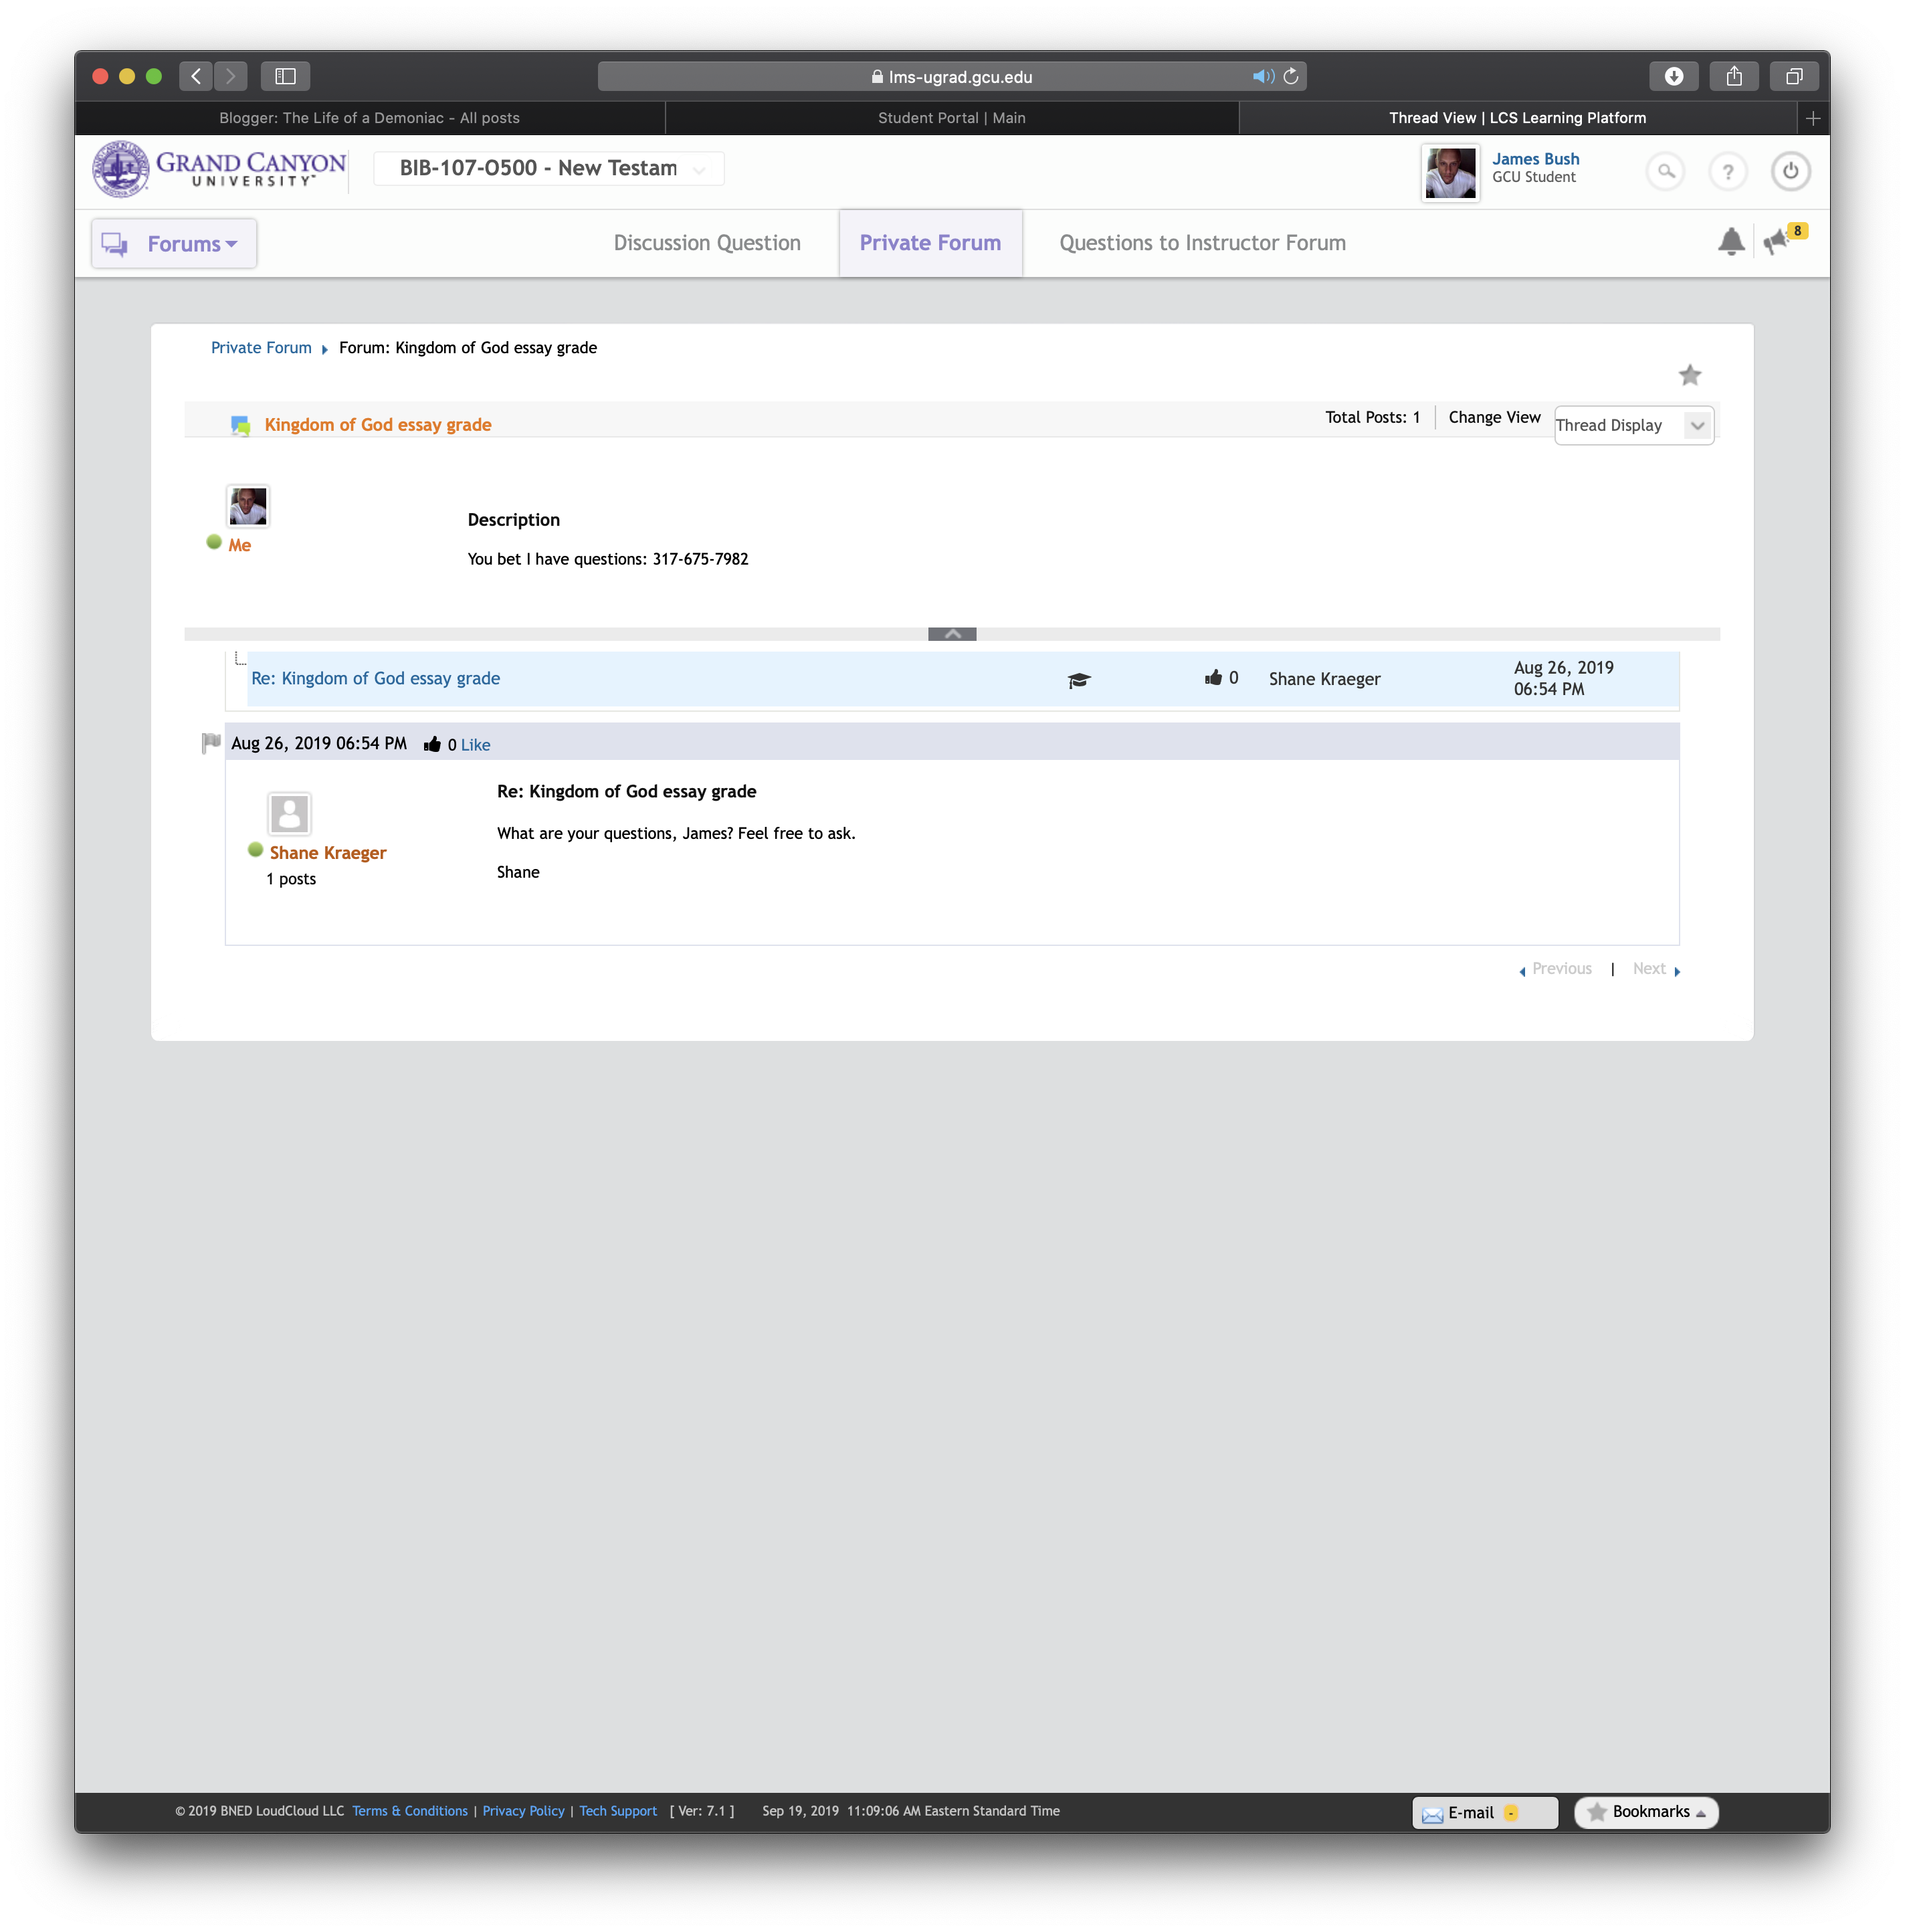 lms-ugrad.gcu.edu
Blogger: The Life of a Demoniac - All posts
Student Portal | Main
Thread View | LCS Learning Platform
GRAND CANYON
UNIVERSITY
BIB-107-O500 - New Testam
James Bush
GCU Student
Forums
Discussion Question
Private Forum
Questions to Instructor Forum
8
Private Forum
Forum: Kingdom of God essay grade
Kingdom of God essay grade
Total Posts: 1
Change View
Thread Display
Me
Description
You bet I have questions: 317-675-7982
Re: Kingdom of God essay grade
0
Shane Kraeger
Aug 26, 2019
06:54 PM
Aug 26, 2019 06:54 PM
0 Like
Re: Kingdom of God essay grade
What are your questions, James? Feel free to ask.
Shane
Shane Kraeger
1 posts
Previous | Next
© 2019 BNED LoudCloud LLC Terms & Conditions | Privacy Policy | Tech Support [ Ver: 7.1 ] Sep 19, 2019 11:09:06 AM Eastern Standard Time
E-mail -
Bookmarks